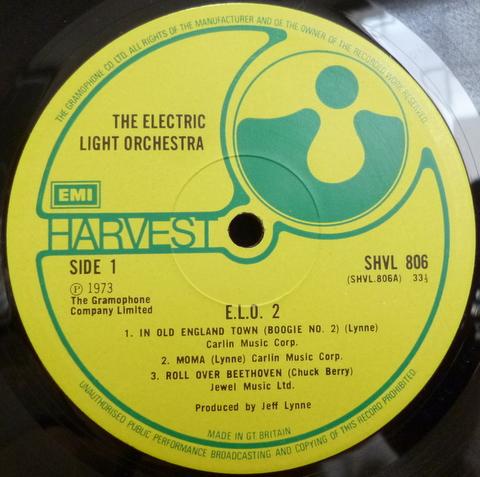 THE GRAMOPHONE CO LTD. ALL RIGHTS OF THE MANUFACTURER AND OF THE OWNER OF THE RECORDED WORK RESERVED.
THE ELECTRIC
LIGHT ORCHESTRA
EMI
HARVEST
SIDE 1
SHVL 806
(SHVL.806A) 33⅓
Ⓟ 1973
The Gramophone
Company Limited
E.L.O. 2
1. IN OLD ENGLAND TOWN (BOOGIE NO. 2) (Lynne)
Carlin Music Corp.
2. MOMA (Lynne) Carlin Music Corp.
3. ROLL OVER BEETHOVEN (Chuck Berry)
Jewel Music Ltd.
Produced by Jeff Lynne
MADE IN GT. BRITAIN
UNAUTHORISED PUBLIC PERFORMANCE BROADCASTING AND COPYING OF THIS RECORD PROHIBITED.